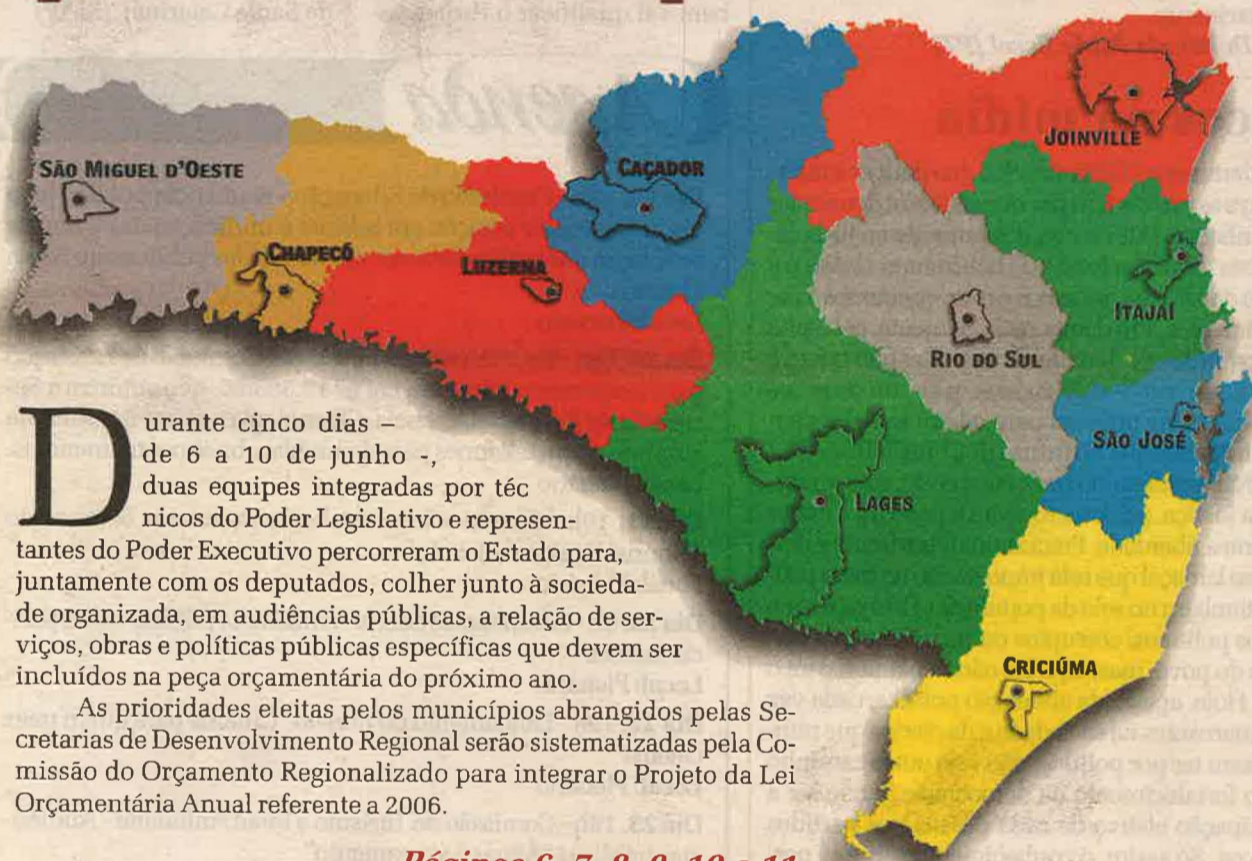 SÃO MIGUEL D'OESTE
CHAPECÓ
LUZERNA
CAÇADOR
JOINVILLE
ITAJAÍ
RIO DO SUL
SÃO JOSÉ
LAGES
CRICIÚMA
Durante cinco dias –
de 6 a 10 de junho -,
duas equipes integradas por téc
nicos do Poder Legislativo e represen-
tantes do Poder Executivo percorreram o Estado para,
juntamente com os deputados, colher junto à socieda-
de organizada, em audiências públicas, a relação de ser-
viços, obras e políticas públicas específicas que devem ser
incluídos na peça orçamentária do próximo ano.
As prioridades eleitas pelos municípios abrangidos pelas Se-
cretarias de Desenvolvimento Regional serão sistematizadas pela Co-
missão do Orçamento Regionalizado para integrar o Projeto da Lei
Orçamentária Anual referente a 2006.
Páginas 6, 7, 8, 9, 10 e 11